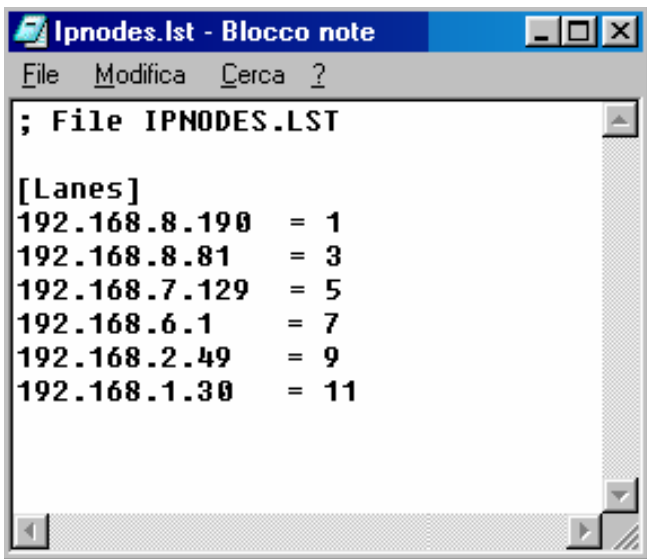 Ipnodes.lst - Blocco note
File Modifica Cerca ?
; File IPNODES.LST
[Lanes]
192.168.8.190 = 1
192.168.8.81 = 3
192.168.7.129 = 5
192.168.6.1 = 7
192.168.2.49 = 9
192.168.1.30 = 11